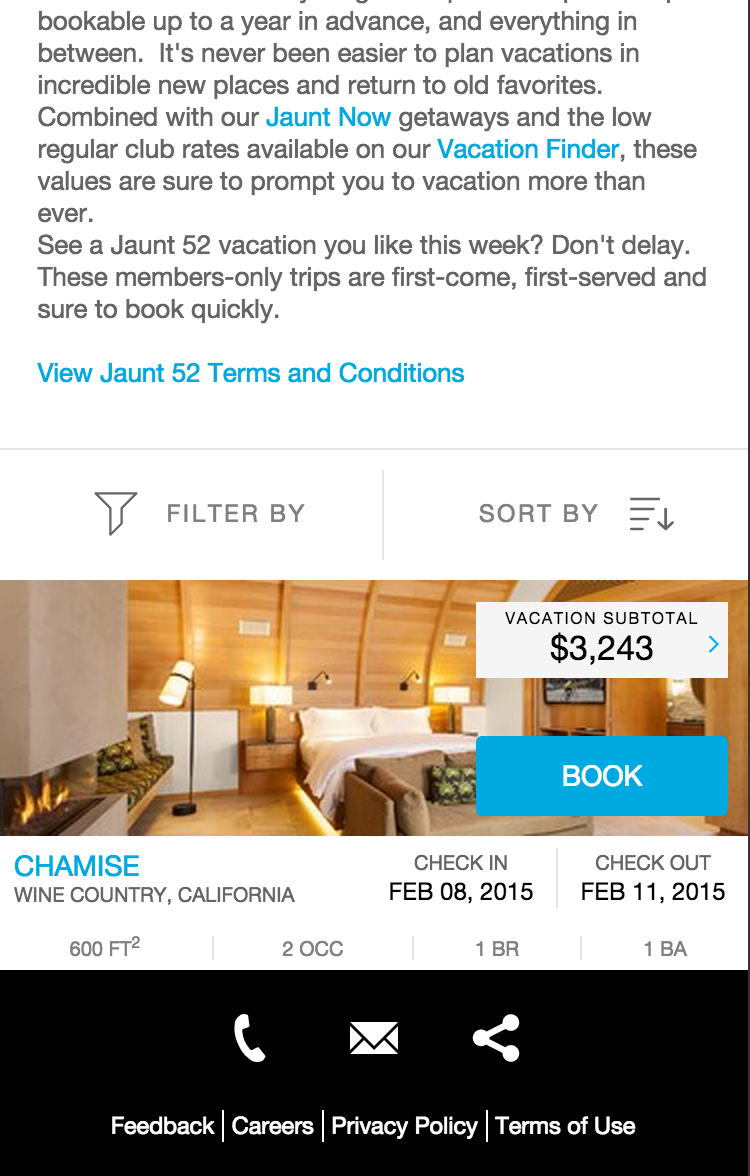 bookable up to a year in advance, and everything in
between.  It's never been easier to plan vacations in
incredible new places and return to old favorites.
Combined with our Jaunt Now getaways and the low
regular club rates available on our Vacation Finder, these
values are sure to prompt you to vacation more than
ever.
See a Jaunt 52 vacation you like this week? Don't delay.
These members-only trips are first-come, first-served and
sure to book quickly.
View Jaunt 52 Terms and Conditions
FILTER BY
SORT BY
VACATION SUBTOTAL
$3,243
BOOK
CHAMISE
WINE COUNTRY, CALIFORNIA
CHECK IN
FEB 08, 2015
CHECK OUT
FEB 11, 2015
600 FT²
2 OCC
1 BR
1 BA
Feedback | Careers | Privacy Policy | Terms of Use